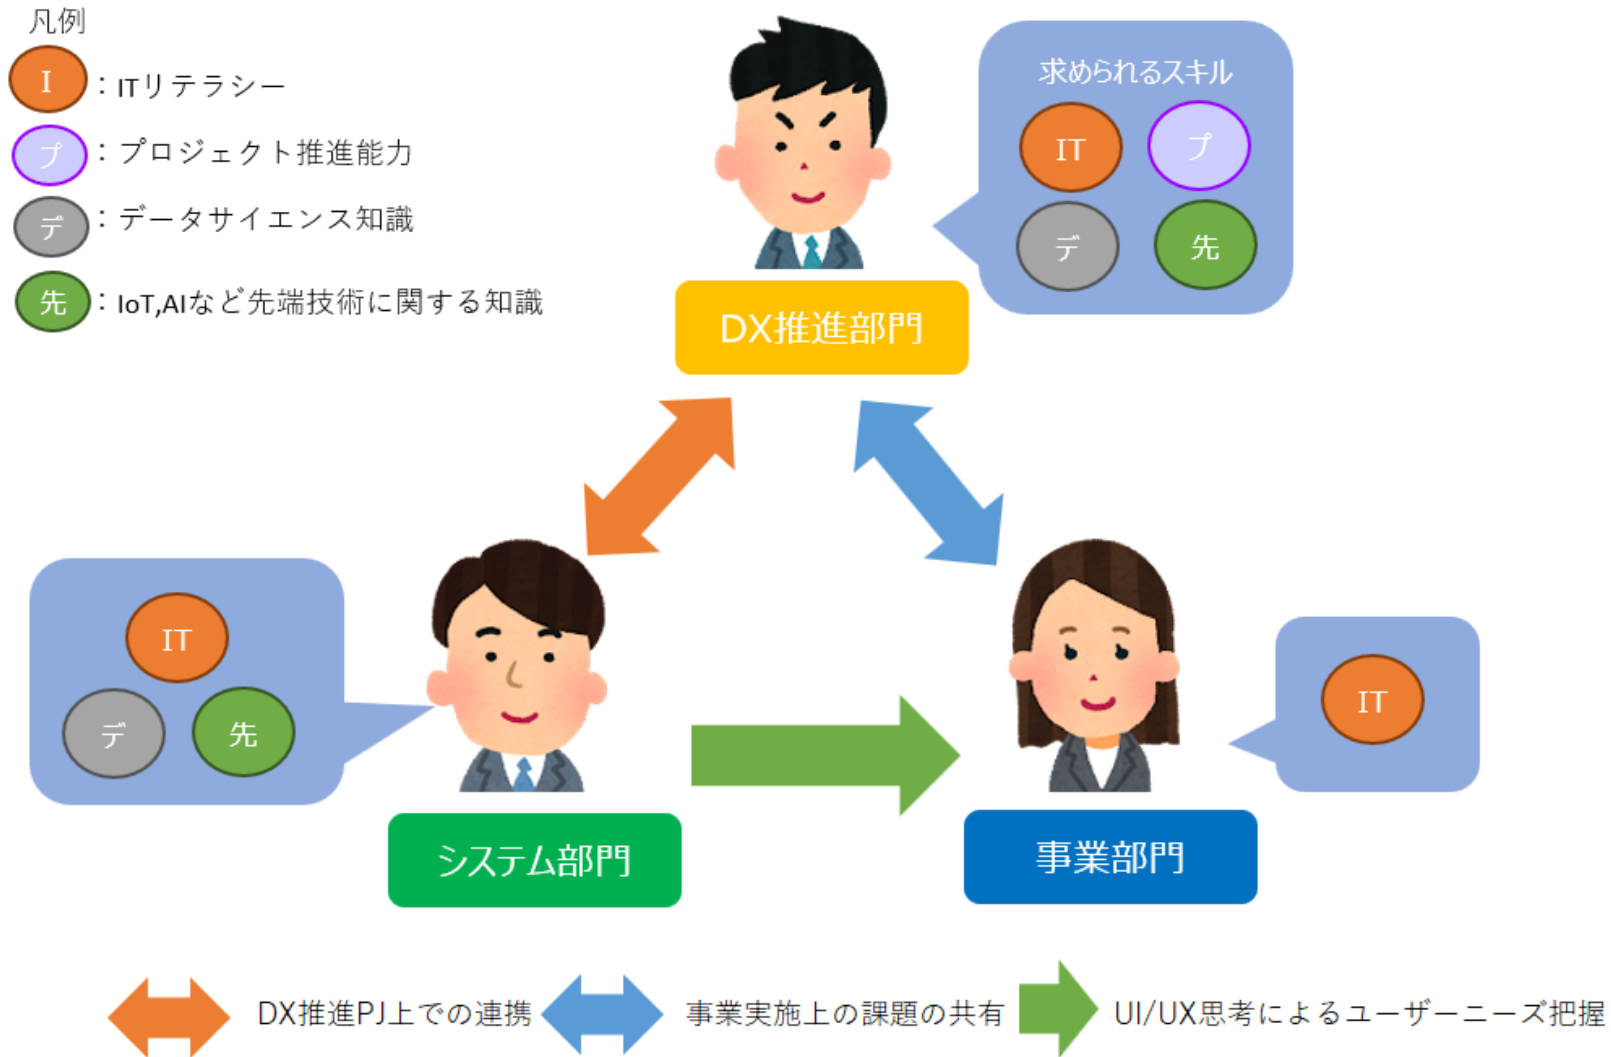 凡例
I
：ITリテラシー
プ
：プロジェクト推進能力
デ
：データサイエンス知識
先
：IoT,AIなど先端技術に関する知識
求められるスキル
IT
プ
デ
先
DX推進部門
IT
デ
先
IT
システム部門
事業部門
DX推進PJ上での連携
事業実施上の課題の共有
UI/UX思考によるユーザーニーズ把握